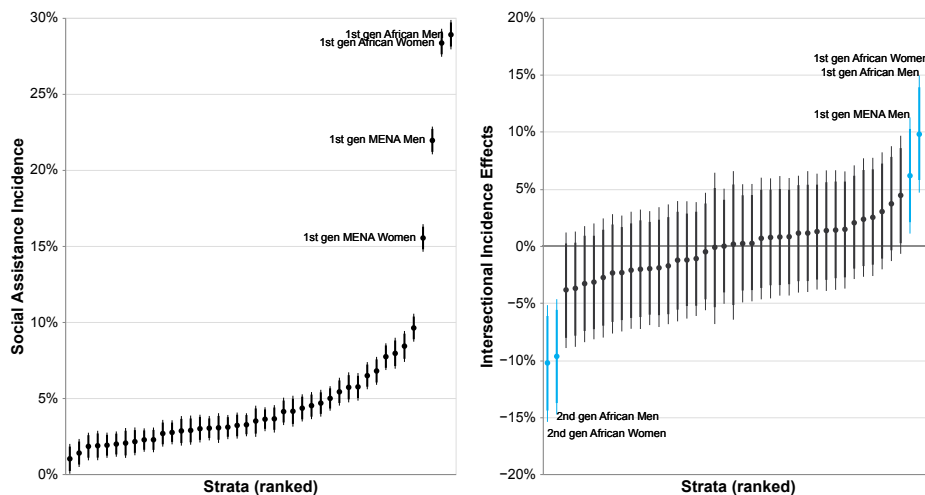 30%
25%
20%
15%
10%
5%
0%
Social Assistance Incidence
1st gen African Men
1st gen African Women
1st gen MENA Men
1st gen MENA Women
Strata (ranked)
20%
15%
10%
5%
0%
−5%
−10%
−15%
−20%
Intersectional Incidence Effects
1st gen African Women
1st gen African Men
1st gen MENA Men
2nd gen African Men
2nd gen African Women
Strata (ranked)